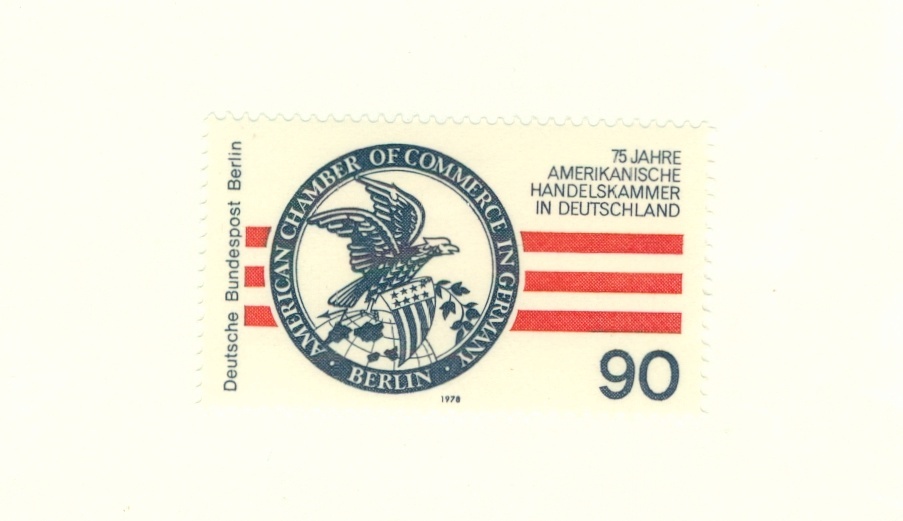 Deutsche Bundespost Berlin
AMERICAN CHAMBER OF COMMERCE IN GERMANY
· BERLIN ·
75 JAHRE
AMERIKANISCHE
HANDELSKAMMER
IN DEUTSCHLAND
90
1978